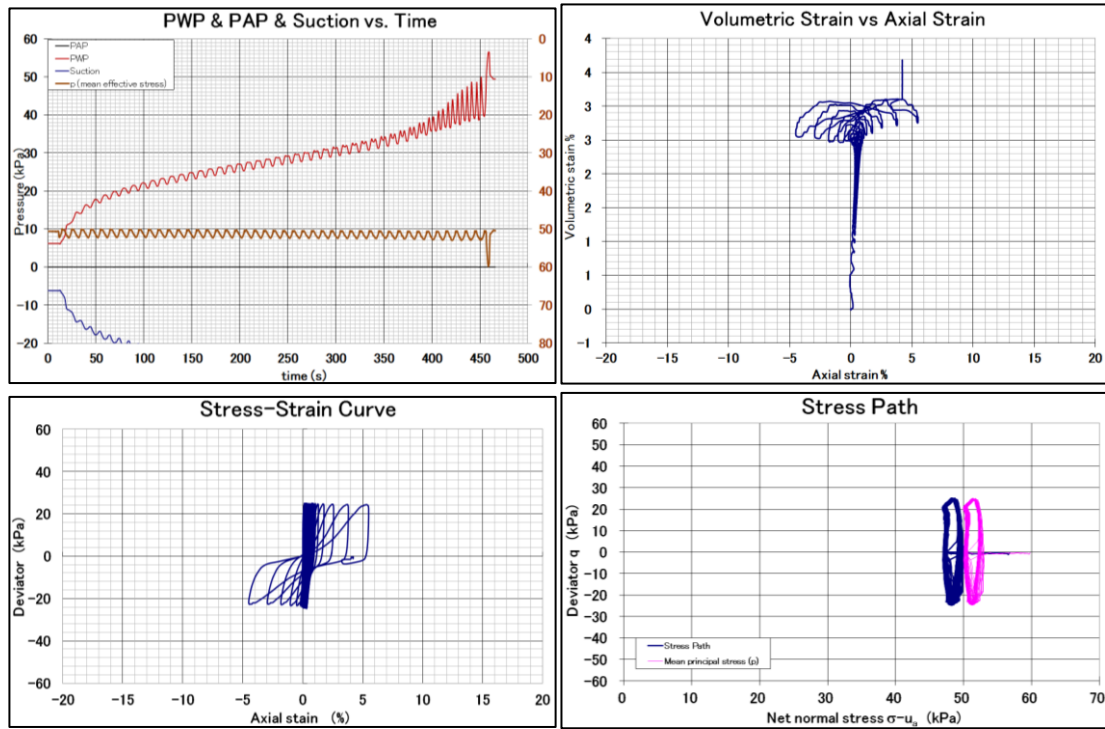 PWP & PAP & Suction vs. Time
PAP
PWP
Suction
p (mean effective stress)
60
50
40
30
20
10
0
-10
-20
Pressure (kPa)
0
10
20
30
40
50
60
70
80
0 50 100 150 200 250 300 350 400 450 500
time (s)
Volumetric Strain vs Axial Strain
4
4
3
3
2
2
1
1
0
-1
Volumetric stain %
-20 -15 -10 -5 0 5 10 15 20
Axial strain %
Stress-Strain Curve
60
40
20
0
-20
-40
-60
Deviator (kPa)
-20 -15 -10 -5 0 5 10 15 20
Axial stain (%)
Stress Path
60
50
40
30
20
10
0
-10
-20
-30
-40
-50
-60
Deviator q (kPa)
Stress Path
Mean principal stress (p)
0 10 20 30 40 50 60 70
Net normal stress σ-uₐ (kPa)